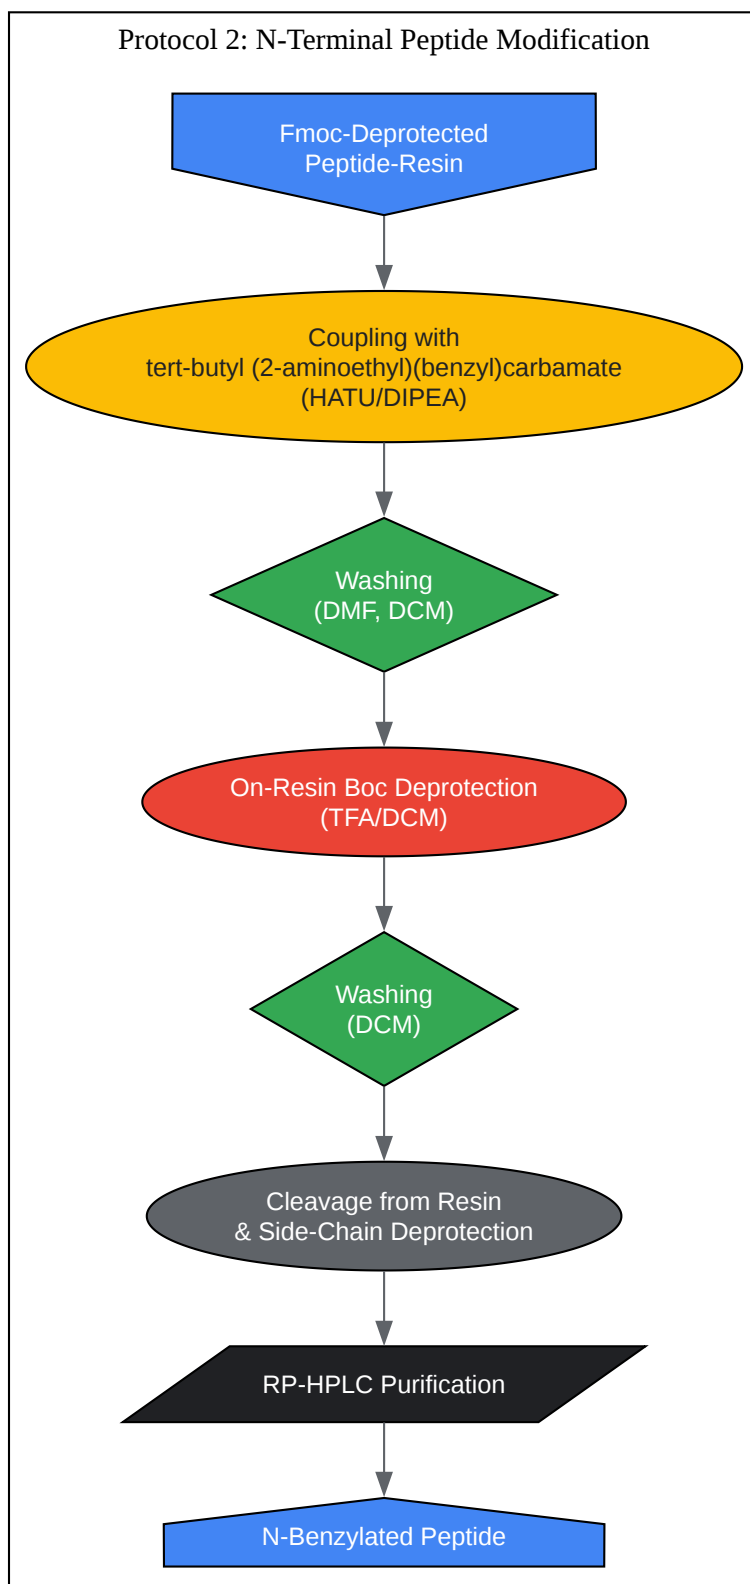 Protocol 2: N-Terminal Peptide Modification
Fmoc-Deprotected
Peptide-Resin
Coupling with
tert-butyl (2-aminoethyl)(benzyl)carbamate
(HATU/DIPEA)
Washing
(DMF, DCM)
On-Resin Boc Deprotection
(TFA/DCM)
Washing
(DCM)
Cleavage from Resin
& Side-Chain Deprotection
RP-HPLC Purification
N-Benzylated Peptide